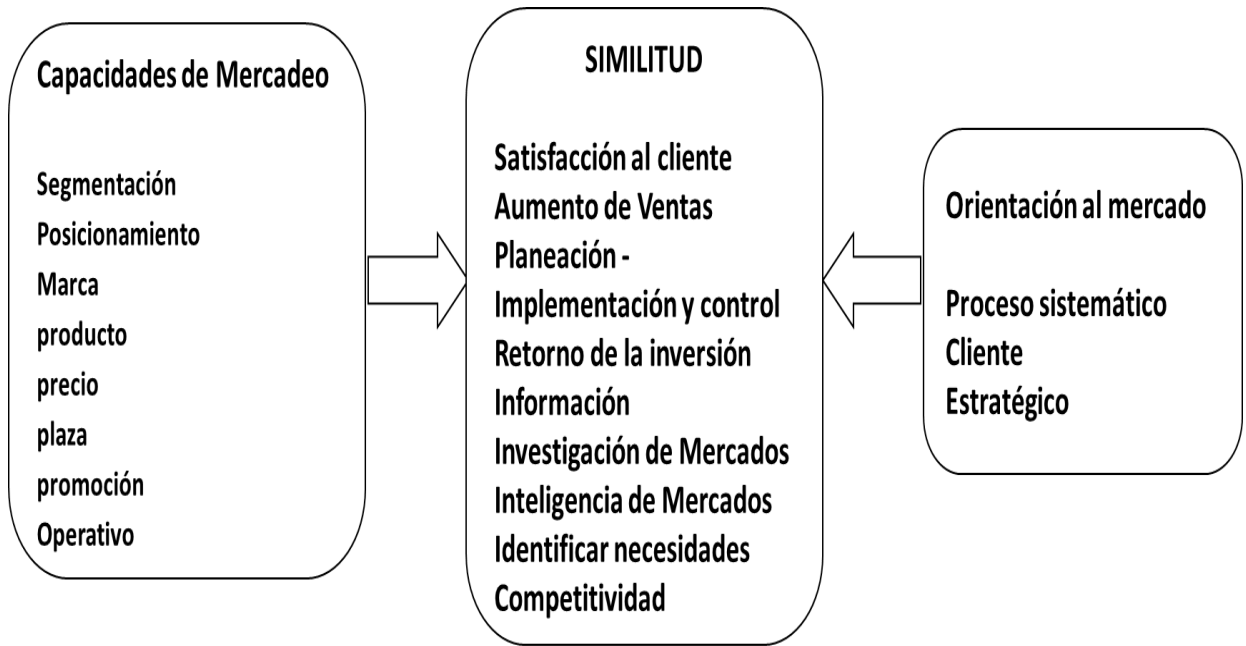 Capacidades de Mercadeo
Segmentación
Posicionamiento
Marca
producto
precio
plaza
promoción
Operativo
SIMILITUD
Satisfacción al cliente
Aumento de Ventas
Planeación -
Implementación y control
Retorno de la inversión
Información
Investigación de Mercados
Inteligencia de Mercados
Identificar necesidades
Competitividad
Orientación al mercado
Proceso sistemático
Cliente
Estratégico